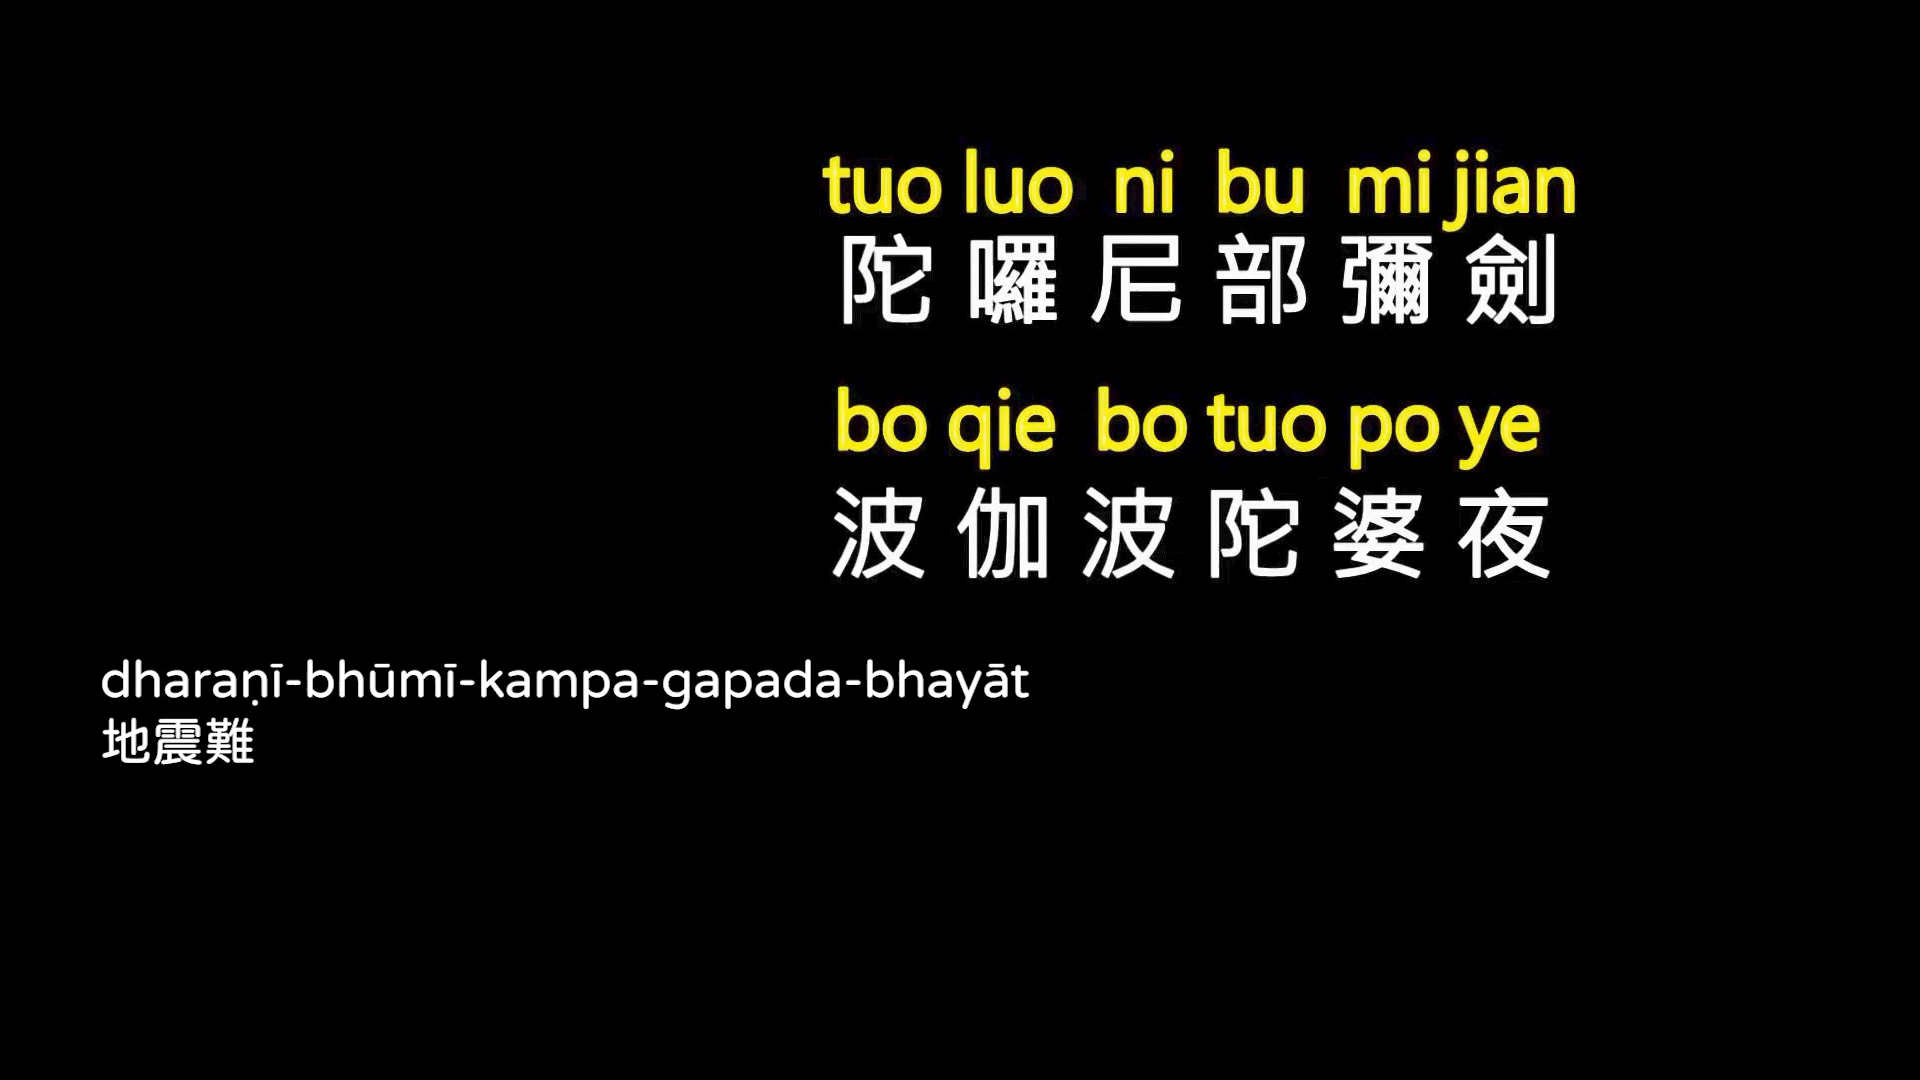 tuo luo ni bu mi jian
陀囉尼部彌劍
bo qie bo tuo po ye
波伽波陀婆夜
dharaṇī-bhūmī-kampa-gapada-bhayāt
地震難